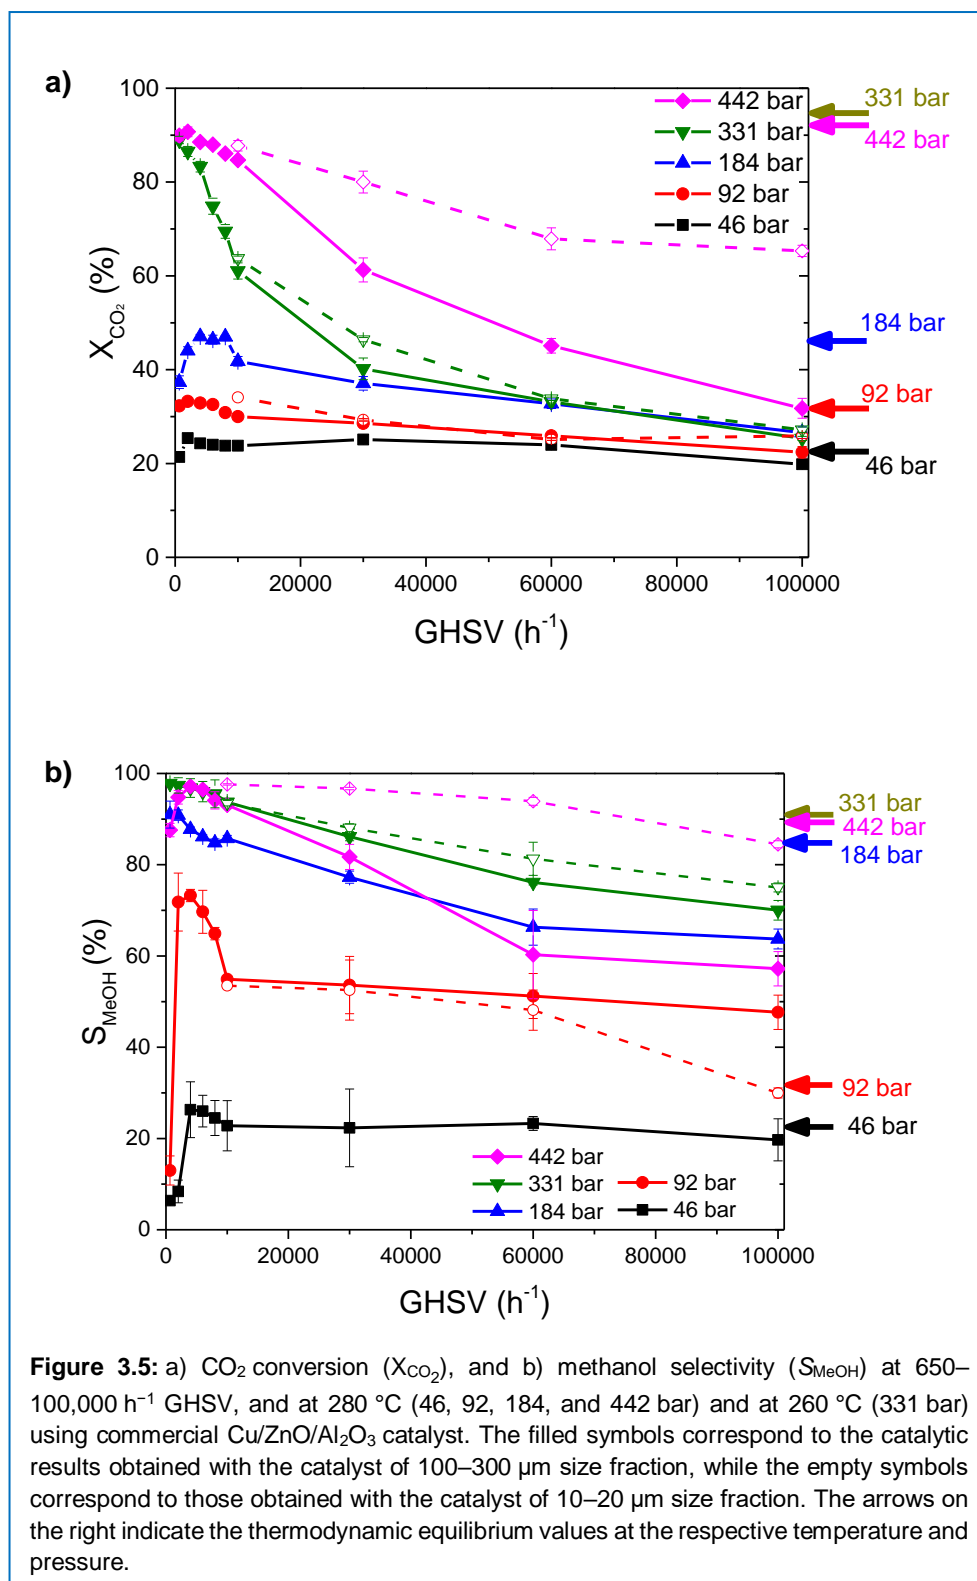 a)
100
80
60
40
20
0
X_CO₂ (%)
442 bar
331 bar
184 bar
92 bar
46 bar
331 bar
442 bar
184 bar
92 bar
46 bar
0 20000 40000 60000 80000 100000
GHSV (h⁻¹)
b)
100
80
60
40
20
0
S_MeOH (%)
331 bar
442 bar
184 bar
92 bar
46 bar
442 bar
331 bar 92 bar
184 bar 46 bar
0 20000 40000 60000 80000 100000
GHSV (h⁻¹)
Figure 3.5: a) CO₂ conversion (X_CO₂), and b) methanol selectivity (S_MeOH) at 650–
100,000 h⁻¹ GHSV, and at 280 °C (46, 92, 184, and 442 bar) and at 260 °C (331 bar)
using commercial Cu/ZnO/Al₂O₃ catalyst. The filled symbols correspond to the catalytic
results obtained with the catalyst of 100–300 μm size fraction, while the empty symbols
correspond to those obtained with the catalyst of 10–20 μm size fraction. The arrows on
the right indicate the thermodynamic equilibrium values at the respective temperature and
pressure.